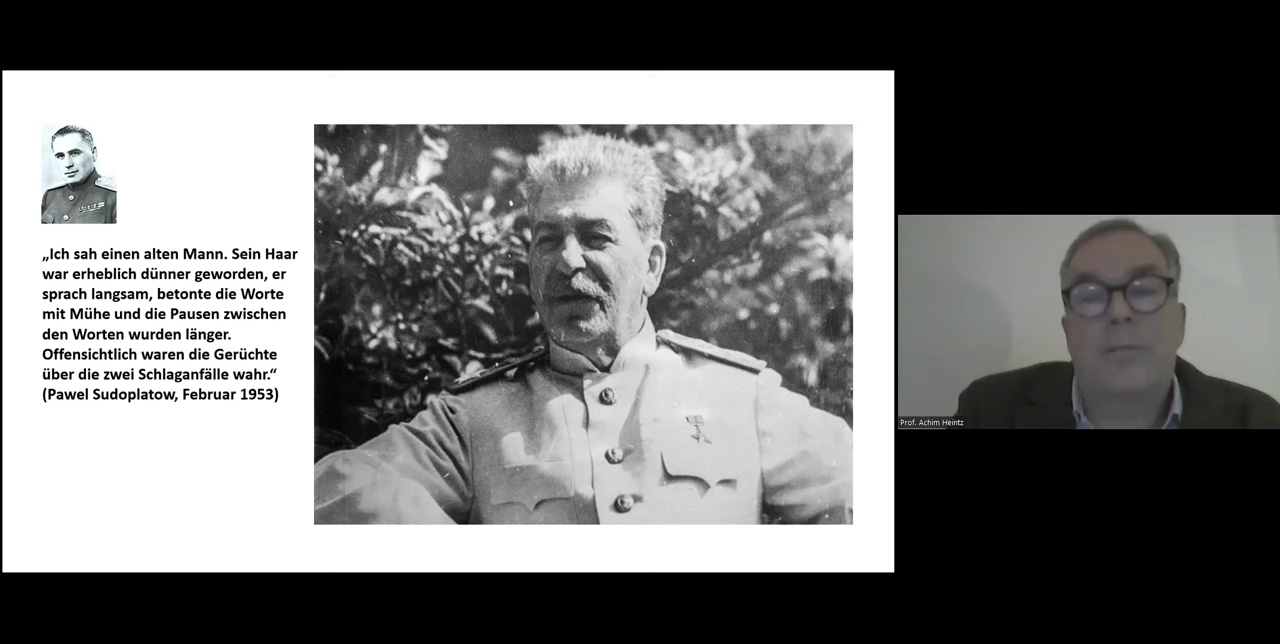 „Ich sah einen alten Mann. Sein Haar
war erheblich dünner geworden, er
sprach langsam, betonte die Worte
mit Mühe und die Pausen zwischen
den Worten wurden länger.
Offensichtlich waren die Gerüchte
über die zwei Schlaganfälle wahr.“
(Pawel Sudoplatow, Februar 1953)
Prof. Achim Heintz